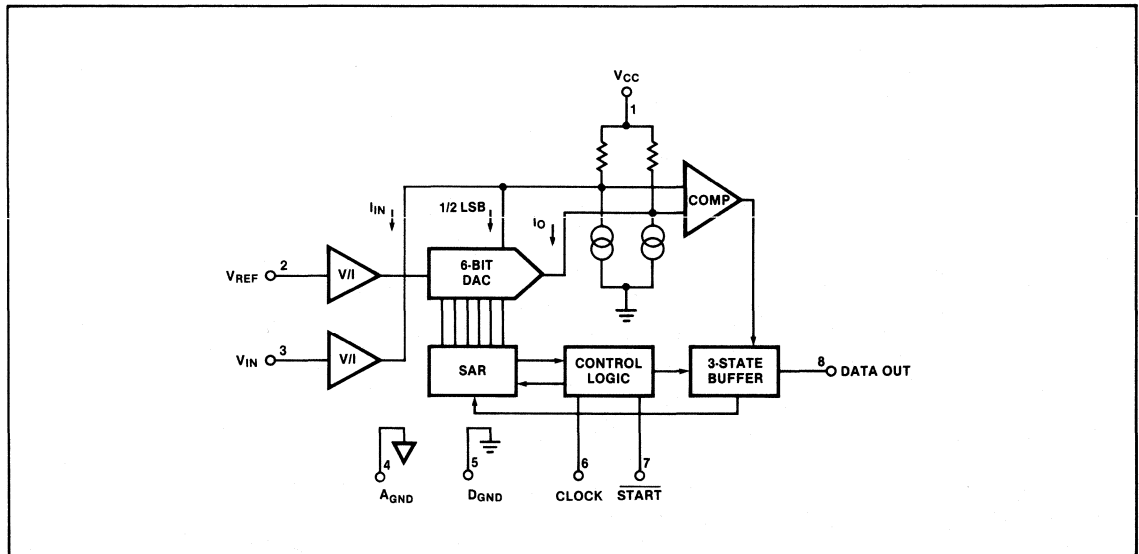 VCC
1
IIN
1/2 LSB
IO
COMP
VREF
2
V/I
6-BIT
DAC
VIN
3
V/I
SAR
CONTROL
LOGIC
3-STATE
BUFFER
8
DATA OUT
4
AGND
5
DGND
6
CLOCK
7
START